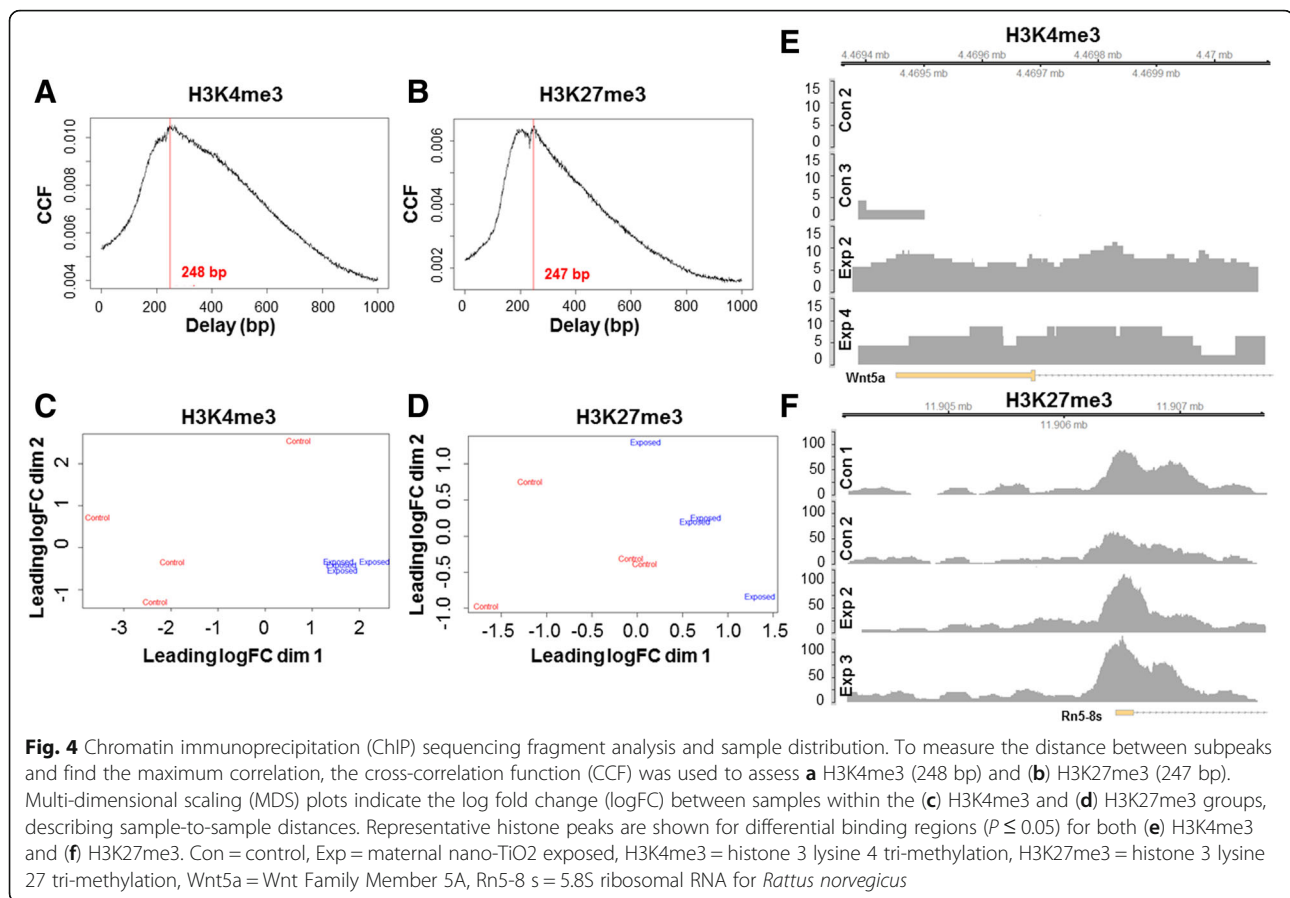 A
H3K4me3
CCF
0.004 0.006 0.008 0.010
248 bp
0 200 400 600 800 1000
Delay (bp)
B
H3K27me3
CCF
0.002 0.004 0.006
247 bp
0 200 400 600 800 1000
Delay (bp)
C
H3K4me3
Leading logFC dim 2
-1 0 1 2
Control
Control
Control
Control
Exposed
Exposed
Exposed
Exposed
-3 -2 -1 0 1 2
Leading logFC dim 1
D
H3K27me3
Leading logFC dim 2
-1.0 -0.5 0.0 0.5 1.0
Exposed
Control
Exposed
Exposed
Control
Control
Exposed
Control
-1.5 -1.0 -0.5 0.0 0.5 1.0 1.5
Leading logFC dim 1
E
H3K4me3
4.4694 mb 4.4696 mb 4.4698 mb 4.47 mb
4.4695 mb 4.4697 mb 4.4699 mb
15 10 5 0
Con 2
15 10 5 0
Con 3
15 10 5 0
Exp 2
15 10 5 0
Exp 4
Wnt5a
F
H3K27me3
11.905 mb 11.907 mb
11.906 mb
100 50 0
Con 1
100 50 0
Con 2
100 50 0
Exp 2
100 50 0
Exp 3
Rn5-8s
Fig. 4 Chromatin immunoprecipitation (ChIP) sequencing fragment analysis and sample distribution. To measure the distance between subpeaks
and find the maximum correlation, the cross-correlation function (CCF) was used to assess a H3K4me3 (248 bp) and (b) H3K27me3 (247 bp).
Multi-dimensional scaling (MDS) plots indicate the log fold change (logFC) between samples within the (c) H3K4me3 and (d) H3K27me3 groups,
describing sample-to-sample distances. Representative histone peaks are shown for differential binding regions (P ≤ 0.05) for both (e) H3K4me3
and (f) H3K27me3. Con = control, Exp = maternal nano-TiO2 exposed, H3K4me3 = histone 3 lysine 4 tri-methylation, H3K27me3 = histone 3 lysine
27 tri-methylation, Wnt5a = Wnt Family Member 5A, Rn5-8 s = 5.8S ribosomal RNA for Rattus norvegicus